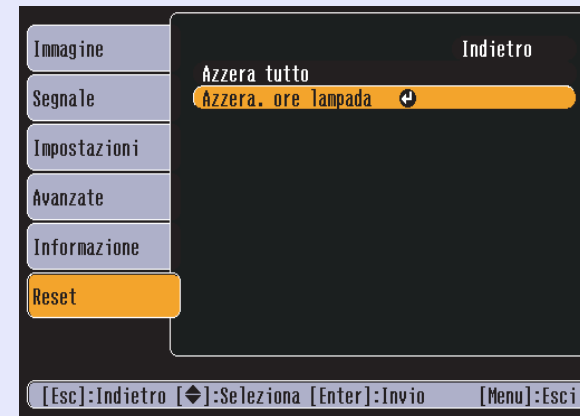 Immagine
Segnale
Impostazioni
Avanzate
Informazione
Reset
Indietro
Azzera tutto
Azzera. ore lampada
[Esc]:Indietro [◆]:Seleziona [Enter]:Invio [Menu]:Esci